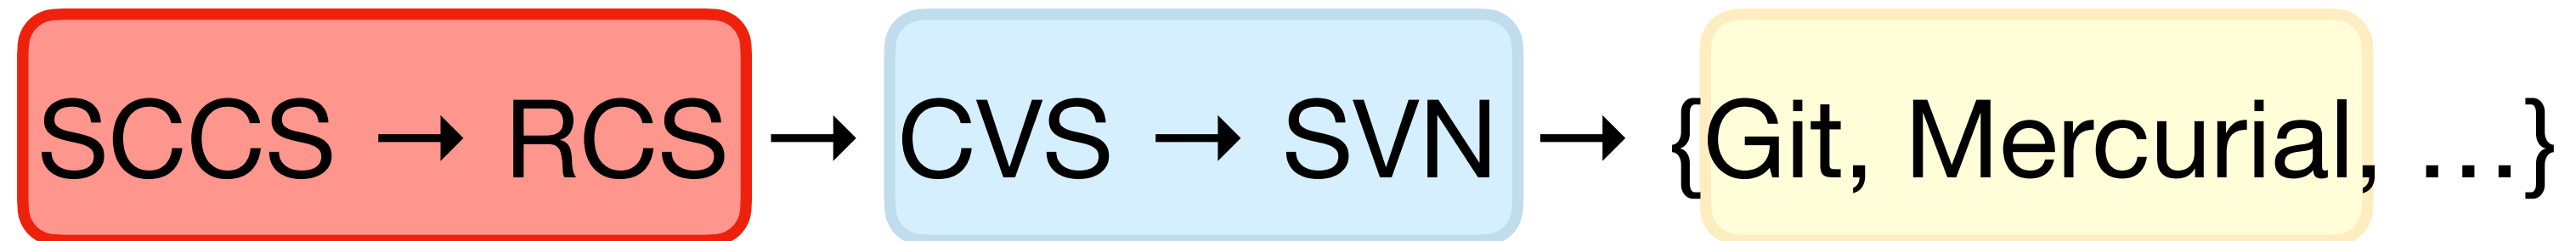 SCCS → RCS → CVS → SVN → {Git, Mercurial, …}